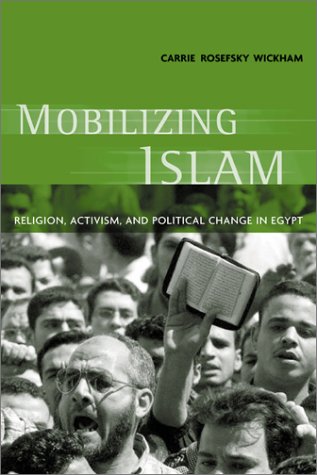 CARRIE ROSEFSKY WICKHAM
MOBILIZING
ISLAM
RELIGION, ACTIVISM, AND POLITICAL CHANGE IN EGYPT